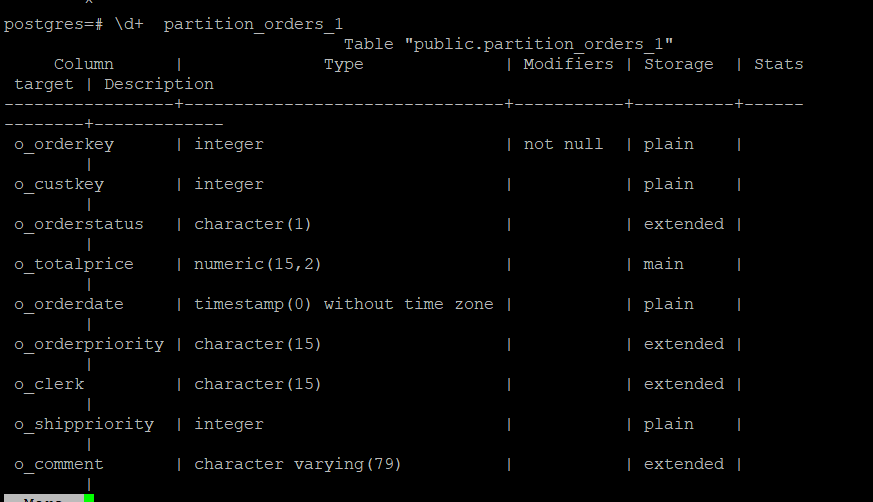 ^
postgres=# \d+  partition_orders_1
                                  Table "public.partition_orders_1"
     Column      |              Type              | Modifiers | Storage  | Stats
 target | Description
-----------------+--------------------------------+-----------+----------+------
--------+-------------
 o_orderkey      | integer                        | not null  | plain    |
        |
 o_custkey       | integer                        |           | plain    |
        |
 o_orderstatus   | character(1)                   |           | extended |
        |
 o_totalprice    | numeric(15,2)                  |           | main     |
        |
 o_orderdate     | timestamp(0) without time zone |           | plain    |
        |
 o_orderpriority | character(15)                  |           | extended |
        |
 o_clerk         | character(15)                  |           | extended |
        |
 o_shippriority  | integer                        |           | plain    |
        |
 o_comment       | character varying(79)          |           | extended |
        |
--More--